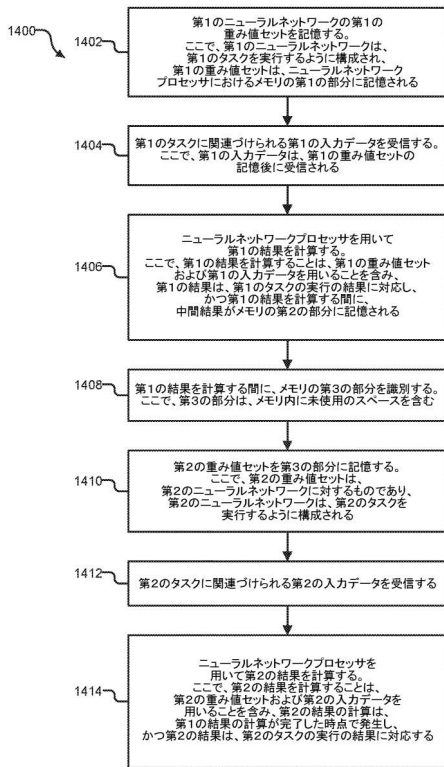 1400
1402
第1のニューラルネットワークの第1の
重み値セットを記憶する。
ここで、第1のニューラルネットワークは、
第1のタスクを実行するように構成され、
第1の重み値セットは、ニューラルネットワーク
プロセッサにおけるメモリの第1の部分に記憶される
1404
第1のタスクに関連づけられる第1の入力データを受信する。
ここで、第1の入力データは、第1の重み値セットの
記憶後に受信される
1406
ニューラルネットワークプロセッサを用いて
第1の結果を計算する。
ここで、第1の結果を計算することは、第1の重み値セット
および第1の入力データを用いることを含み、
第1の結果は、第1のタスクの実行の結果に対応し、
かつ第1の結果を計算する間に、
中間結果がメモリの第2の部分に記憶される
1408
第1の結果を計算する間に、メモリの第3の部分を識別する。
ここで、第3の部分は、メモリ内に未使用のスペースを含む
1410
第2の重み値セットを第3の部分に記憶する。
ここで、第2の重み値セットは、
第2のニューラルネットワークに対するものであり、
第2のニューラルネットワークは、第2のタスクを
実行するように構成される
1412
第2のタスクに関連づけられる第2の入力データを受信する
1414
ニューラルネットワークプロセッサを
用いて第2の結果を計算する。
ここで、第2の結果を計算することは、
第2の重み値セットおよび第2の入力データを
用いることを含み、第2の結果の計算は、
第1の結果の計算が完了した時点で発生し、
かつ第2の結果は、第2のタスクの実行の結果に対応する